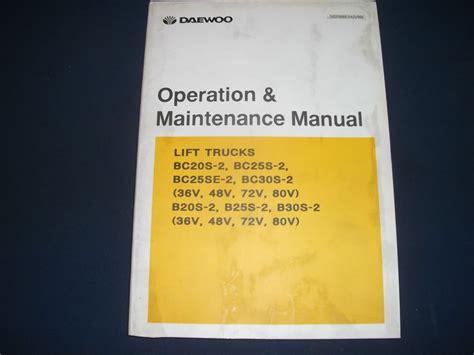 DAEWOO
Operation &
Maintenance Manual
LIFT TRUCKS
BC20S-2, BC25S-2,
BC25SE-2, BC30S-2
(36V, 48V, 72V, 80V)
B20S-2, B25S-2, B30S-2
(36V, 48V, 72V, 80V)